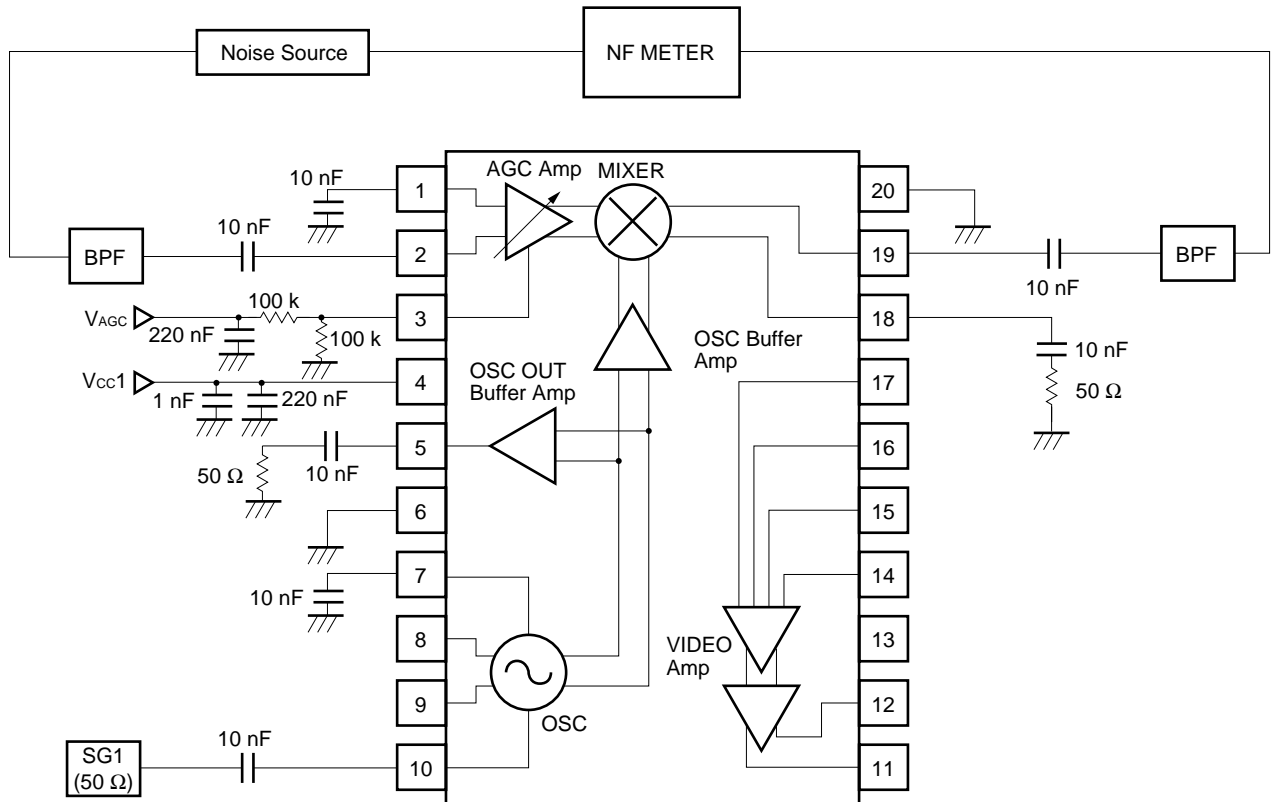 Noise Source
NF METER
AGC Amp
MIXER
10 nF
1
20
10 nF
BPF
2
19
BPF
10 nF
VAGC
100 k
3
18
220 nF
100 k
OSC Buffer
Amp
10 nF
50 Ω
VCC1
4
17
OSC OUT
Buffer Amp
1 nF
220 nF
5
16
50 Ω
10 nF
6
15
7
14
10 nF
8
13
VIDEO
Amp
9
12
OSC
10 nF
SG1
(50 Ω)
10
11